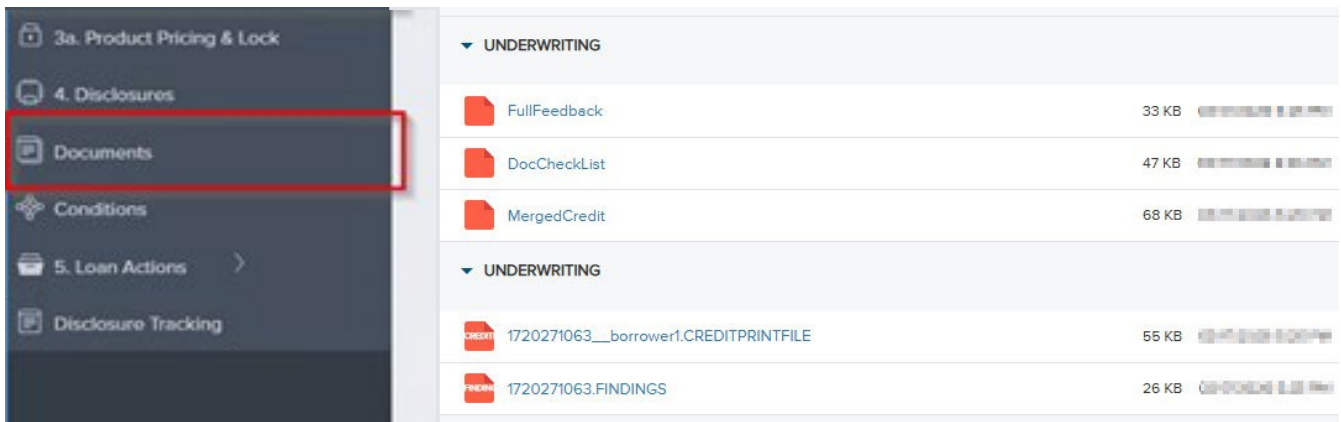 3a. Product Pricing & Lock
4. Disclosures
Documents
Conditions
5. Loan Actions
Disclosure Tracking
UNDERWRITING
FullFeedback 33 KB
DocCheckList 47 KB
MergedCredit 68 KB
UNDERWRITING
CREDIT 1720271063__borrower1.CREDITPRINTFILE 55 KB
FINDING 1720271063.FINDINGS 26 KB